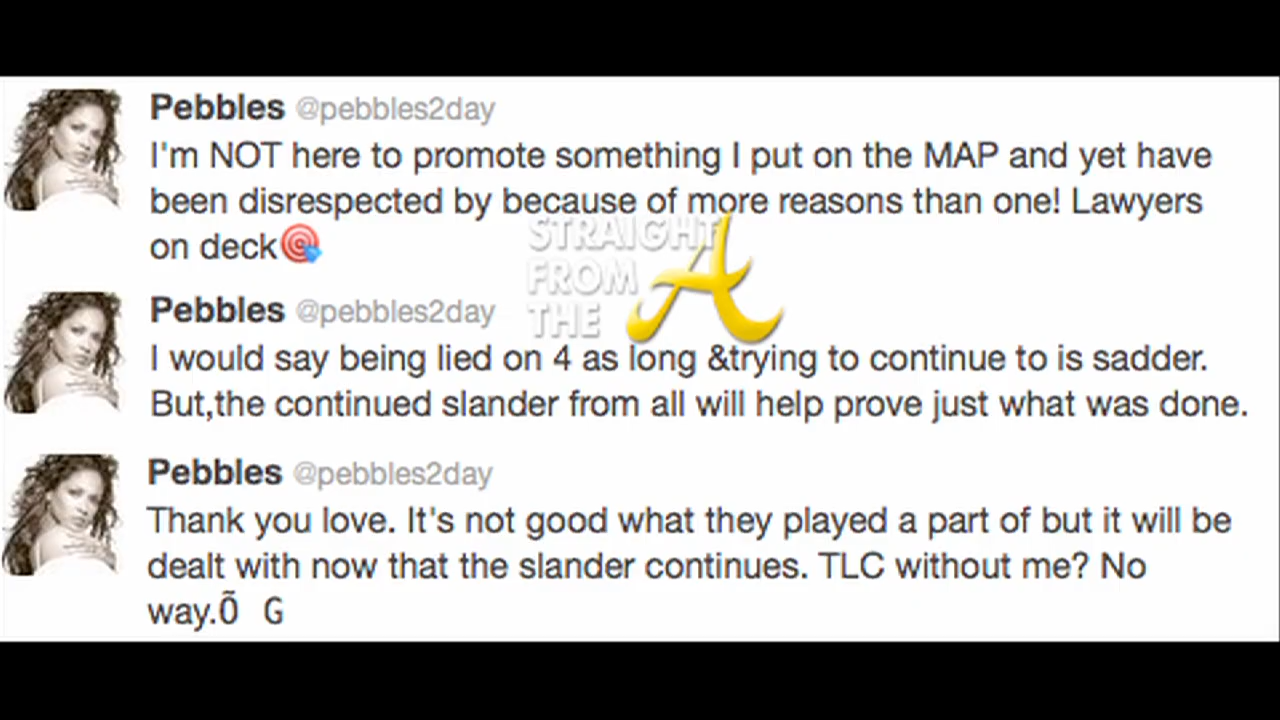 Pebbles @pebbles2day
I'm NOT here to promote something I put on the MAP and yet have
been disrespected by because of more reasons than one! Lawyers
on deck🎯
STRAIGHT
FROM
THE A
Pebbles @pebbles2day
I would say being lied on 4 as long &trying to continue to is sadder.
But,the continued slander from all will help prove just what was done.
Pebbles @pebbles2day
Thank you love. It's not good what they played a part of but it will be
dealt with now that the slander continues. TLC without me? No
way.Õ G